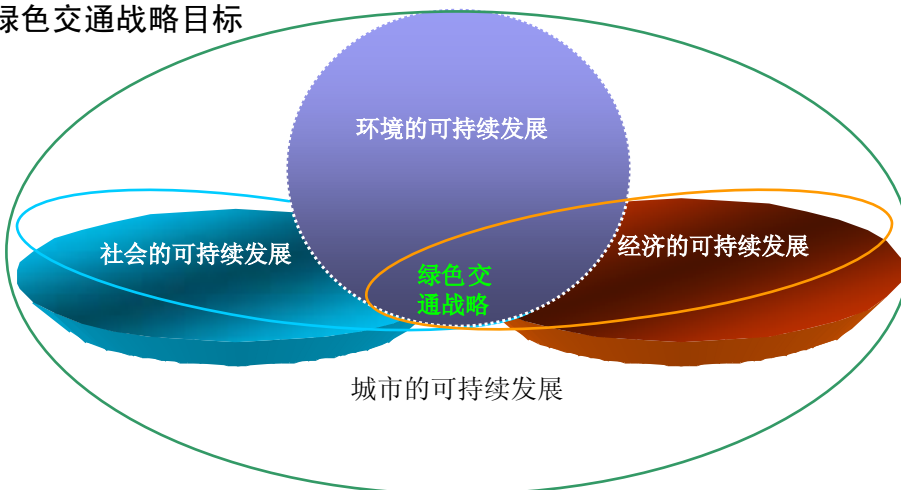 绿色交通战略目标
环境的可持续发展
社会的可持续发展
经济的可持续发展
绿色交
通战略
城市的可持续发展